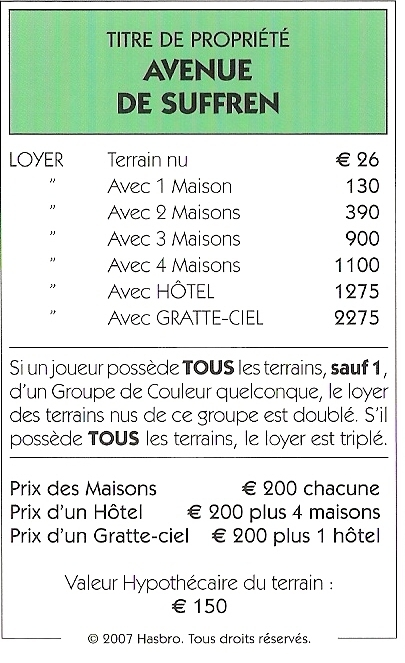 TITRE DE PROPRIÉTÉ
AVENUE
DE SUFFREN
LOYER Terrain nu € 26
” Avec 1 Maison 130
” Avec 2 Maisons 390
” Avec 3 Maisons 900
” Avec 4 Maisons 1100
” Avec HÔTEL 1275
” Avec GRATTE-CIEL 2275
Si un joueur possède TOUS les terrains, sauf 1,
d'un Groupe de Couleur quelconque, le loyer
des terrains nus de ce groupe est doublé. S'il
possède TOUS les terrains, le loyer est triplé.
Prix des Maisons € 200 chacune
Prix d'un Hôtel € 200 plus 4 maisons
Prix d'un Gratte-ciel € 200 plus 1 hôtel
Valeur Hypothécaire du terrain :
€ 150
© 2007 Hasbro. Tous droits réservés.